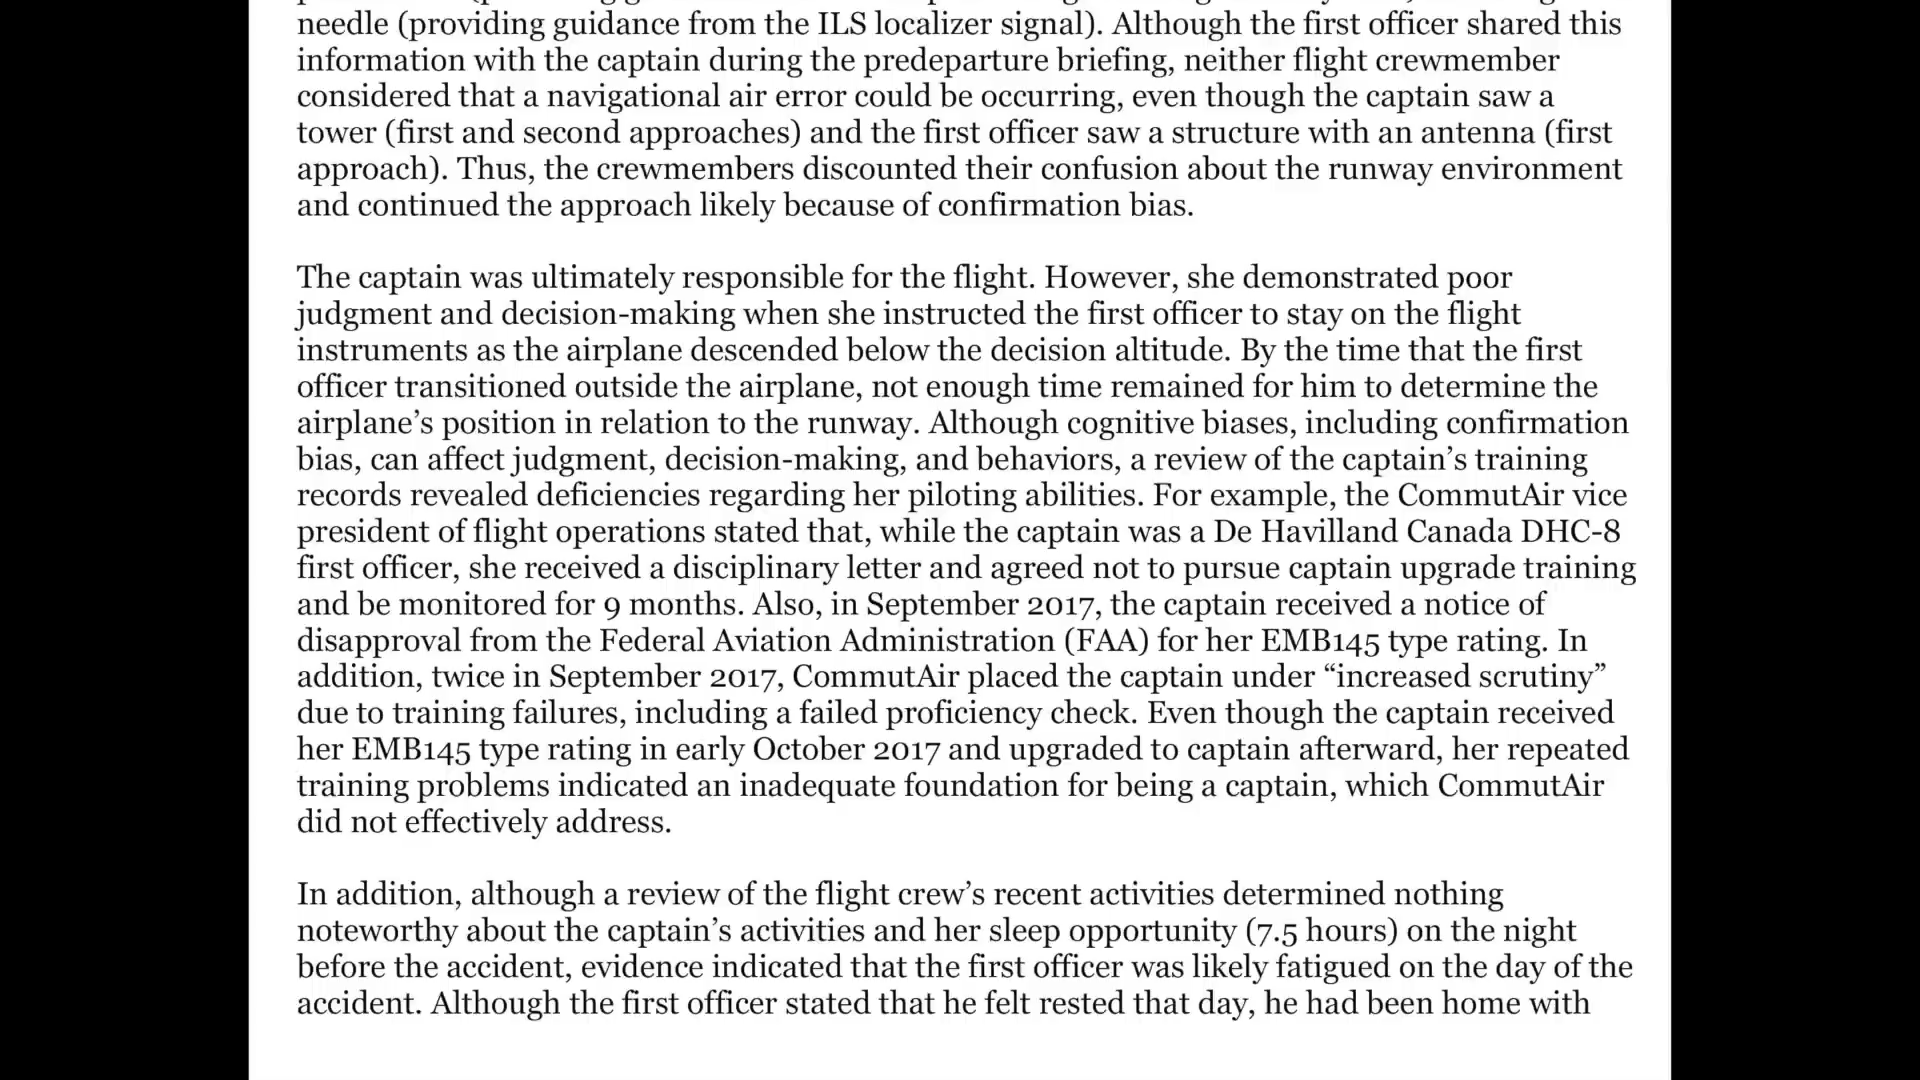 needle (providing guidance from the ILS localizer signal). Although the first officer shared this
information with the captain during the predeparture briefing, neither flight crewmember
considered that a navigational air error could be occurring, even though the captain saw a
tower (first and second approaches) and the first officer saw a structure with an antenna (first
approach). Thus, the crewmembers discounted their confusion about the runway environment
and continued the approach likely because of confirmation bias.
The captain was ultimately responsible for the flight. However, she demonstrated poor
judgment and decision-making when she instructed the first officer to stay on the flight
instruments as the airplane descended below the decision altitude. By the time that the first
officer transitioned outside the airplane, not enough time remained for him to determine the
airplane’s position in relation to the runway. Although cognitive biases, including confirmation
bias, can affect judgment, decision-making, and behaviors, a review of the captain’s training
records revealed deficiencies regarding her piloting abilities. For example, the CommutAir vice
president of flight operations stated that, while the captain was a De Havilland Canada DHC-8
first officer, she received a disciplinary letter and agreed not to pursue captain upgrade training
and be monitored for 9 months. Also, in September 2017, the captain received a notice of
disapproval from the Federal Aviation Administration (FAA) for her EMB145 type rating. In
addition, twice in September 2017, CommutAir placed the captain under “increased scrutiny”
due to training failures, including a failed proficiency check. Even though the captain received
her EMB145 type rating in early October 2017 and upgraded to captain afterward, her repeated
training problems indicated an inadequate foundation for being a captain, which CommutAir
did not effectively address.
In addition, although a review of the flight crew’s recent activities determined nothing
noteworthy about the captain’s activities and her sleep opportunity (7.5 hours) on the night
before the accident, evidence indicated that the first officer was likely fatigued on the day of the
accident. Although the first officer stated that he felt rested that day, he had been home with